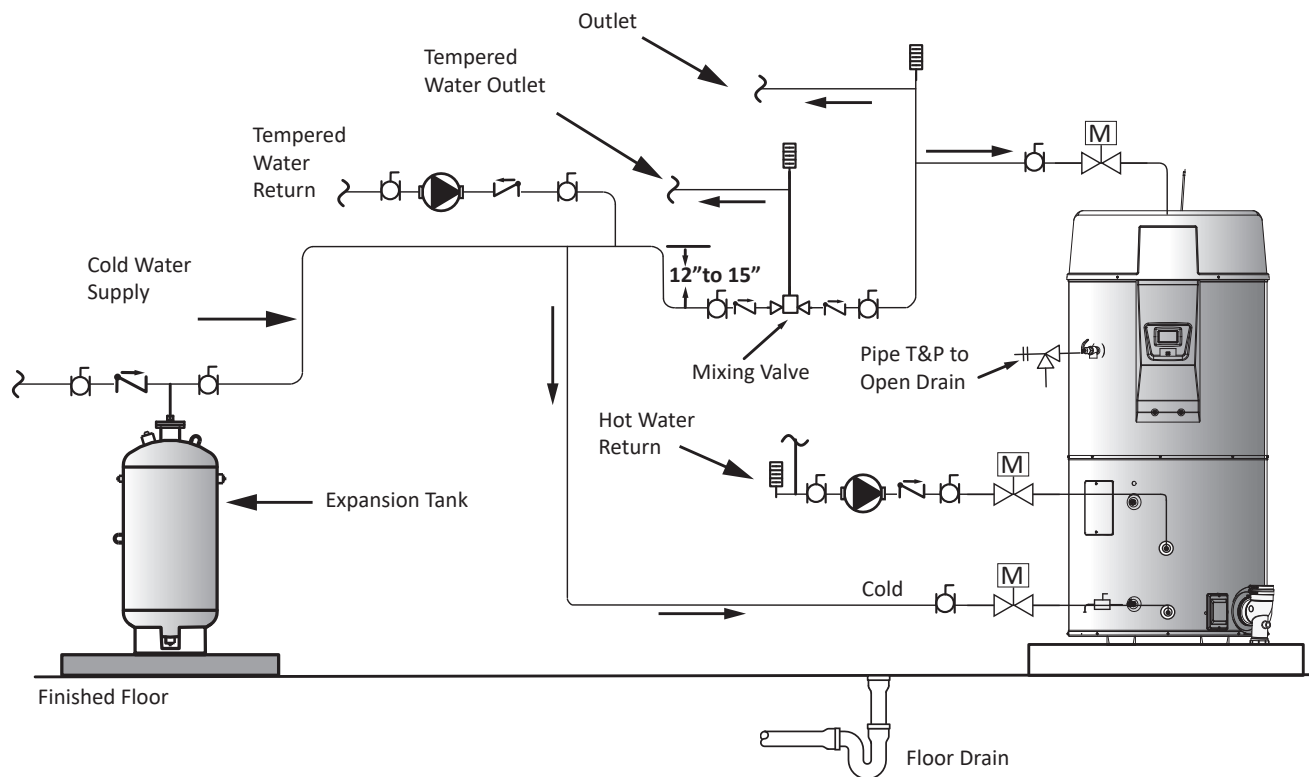 Outlet
Tempered
Water Outlet
Tempered
Water
Return
M
Cold Water
Supply
12”to 15”
Mixing Valve
Pipe T&P to
Open Drain
Hot Water
Return
M
Expansion Tank
Cold
M
Finished Floor
Floor Drain